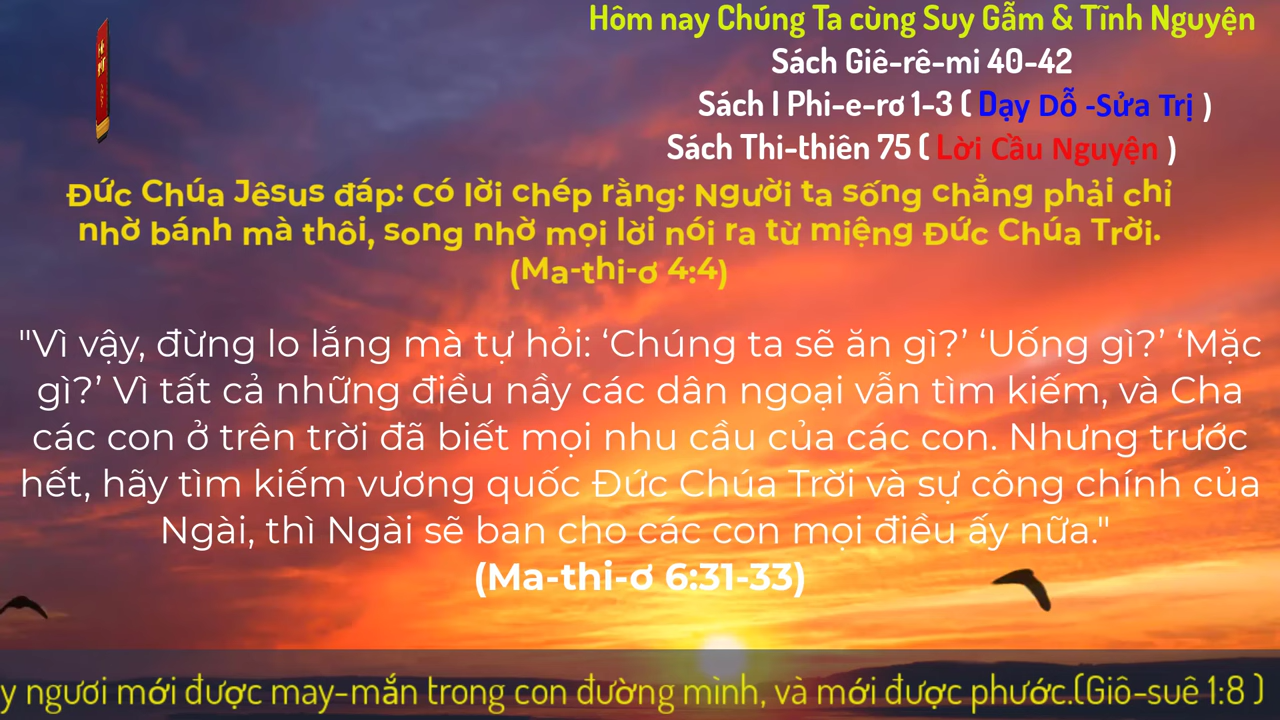 Hôm nay Chúng Ta cùng Suy Gẫm & Tĩnh Nguyện
Sách Giê-rê-mi 40-42
Sách I Phi-e-rơ 1-3 ( Dạy Dỗ -Sửa Trị )
Sách Thi-thiên 75 ( Lời Cầu Nguyện )
Đức Chúa Jêsus đáp: Có lời chép rằng: Người ta sống chẳng phải chỉ
nhờ bánh mà thôi, song nhờ mọi lời nói ra từ miệng Đức Chúa Trời.
(Ma-thi-ơ 4:4)
"Vì vậy, đừng lo lắng mà tự hỏi: ‘Chúng ta sẽ ăn gì?’ ‘Uống gì?’ ‘Mặc
gì?’ Vì tất cả những điều nầy các dân ngoại vẫn tìm kiếm, và Cha
các con ở trên trời đã biết mọi nhu cầu của các con. Nhưng trước
hết, hãy tìm kiếm vương quốc Đức Chúa Trời và sự công chính của
Ngài, thì Ngài sẽ ban cho các con mọi điều ấy nữa."
(Ma-thi-ơ 6:31-33)
y ngươi mới được may-mắn trong con đường mình, và mới được phước.(Giô-suê 1:8 )